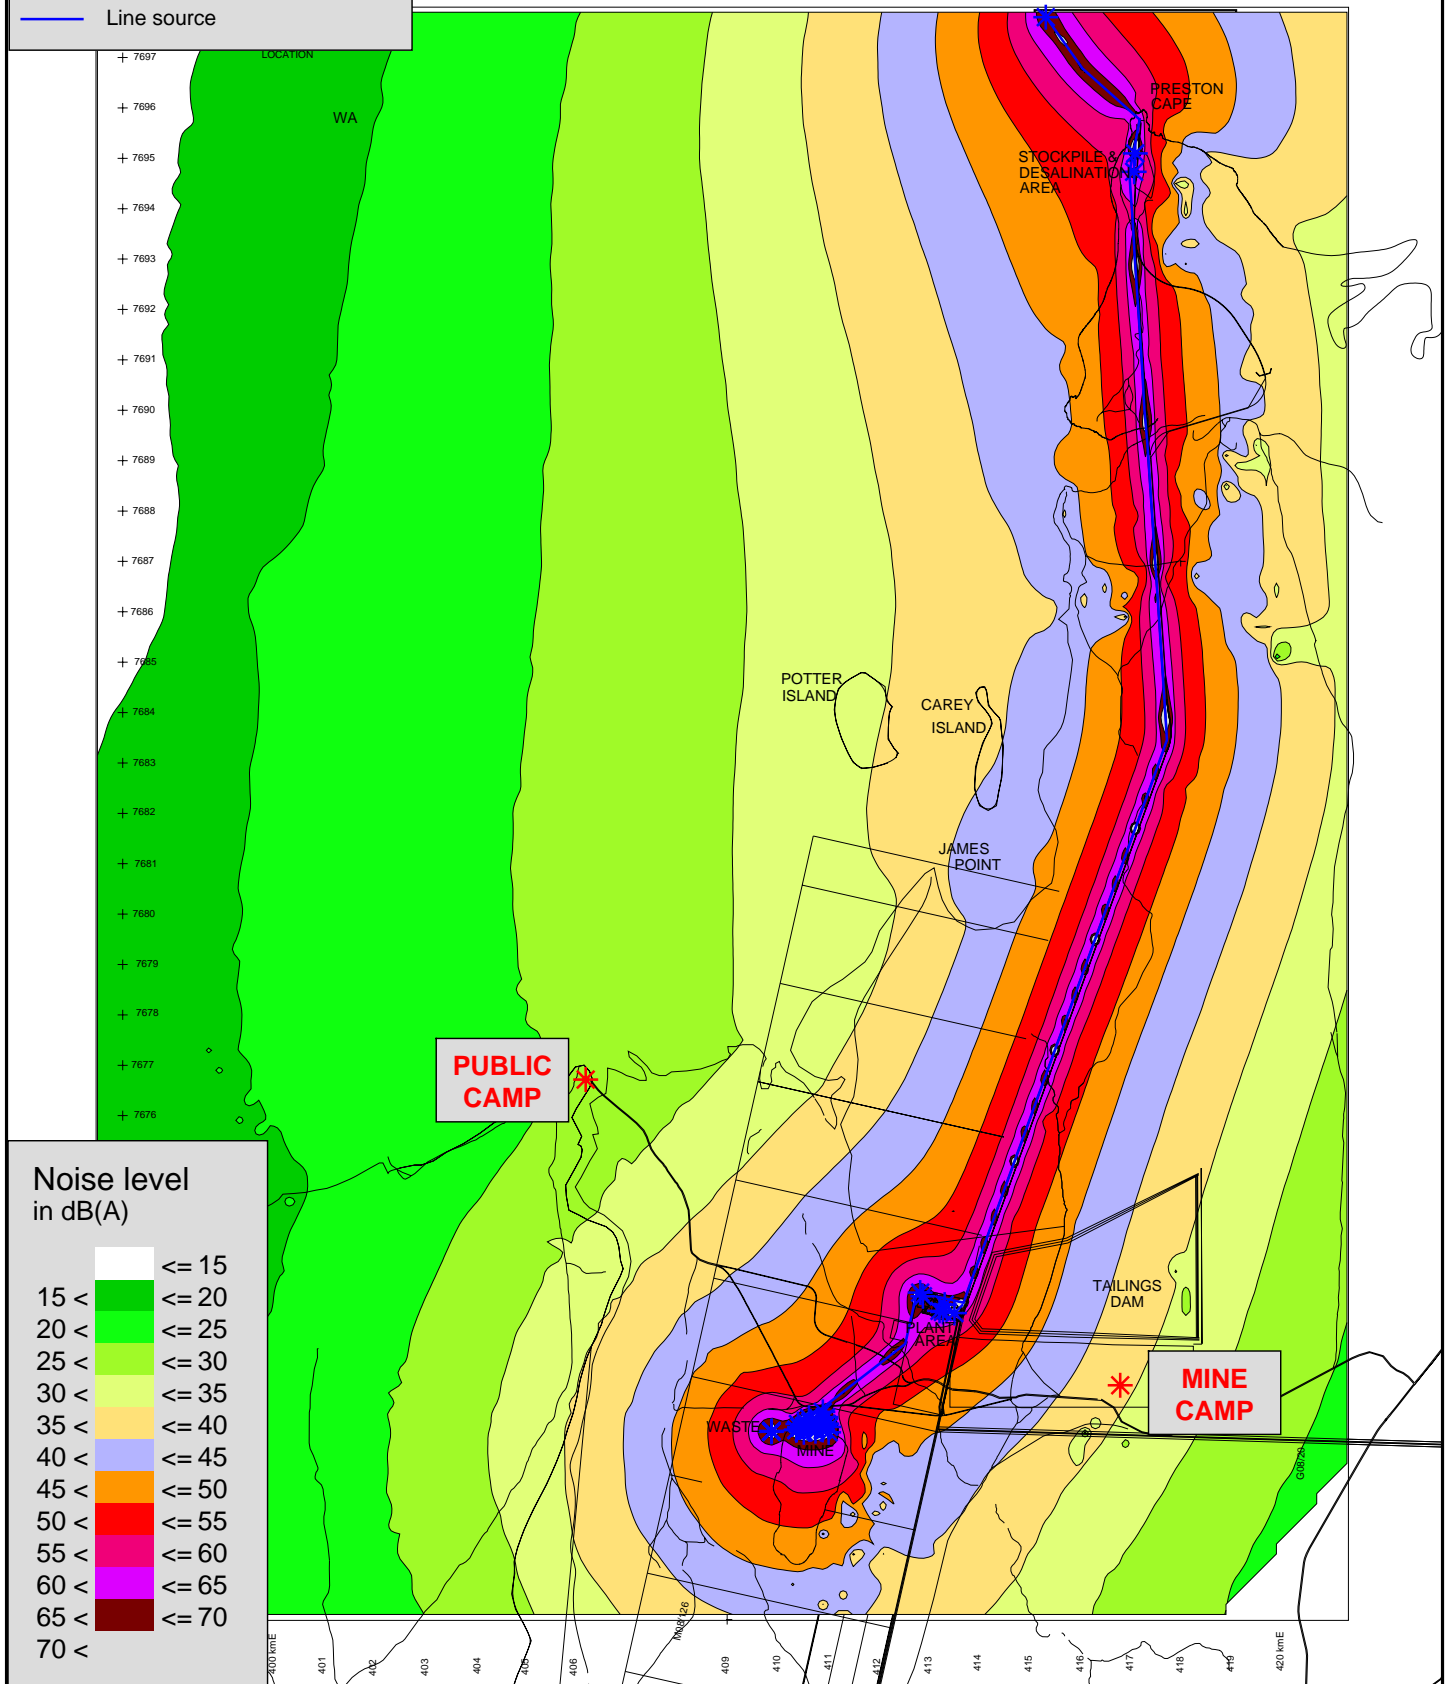 Line source
LOCATION
WA
7697
7696
7695
7694
7693
7692
7691
7690
7689
7688
7687
7686
7685
7684
7683
7682
7681
7680
7679
7678
7677
7676
PRESTON
CAPE
STOCKPILE &
DESALINATION
AREA
POTTER
ISLAND
CAREY
ISLAND
JAMES
POINT
PUBLIC
CAMP
TAILINGS
DAM
PLANT
AREA
MINE
CAMP
WASTE
MINE
G08/20
M08/126
Noise level
in dB(A)
<= 15
15 < <= 20
20 < <= 25
25 < <= 30
30 < <= 35
35 < <= 40
40 < <= 45
45 < <= 50
50 < <= 55
55 < <= 60
60 < <= 65
65 < <= 70
70 <
400 kmE
401
402
403
404
405
406
409
410
411
412
413
414
415
416
417
418
419
420 kmE